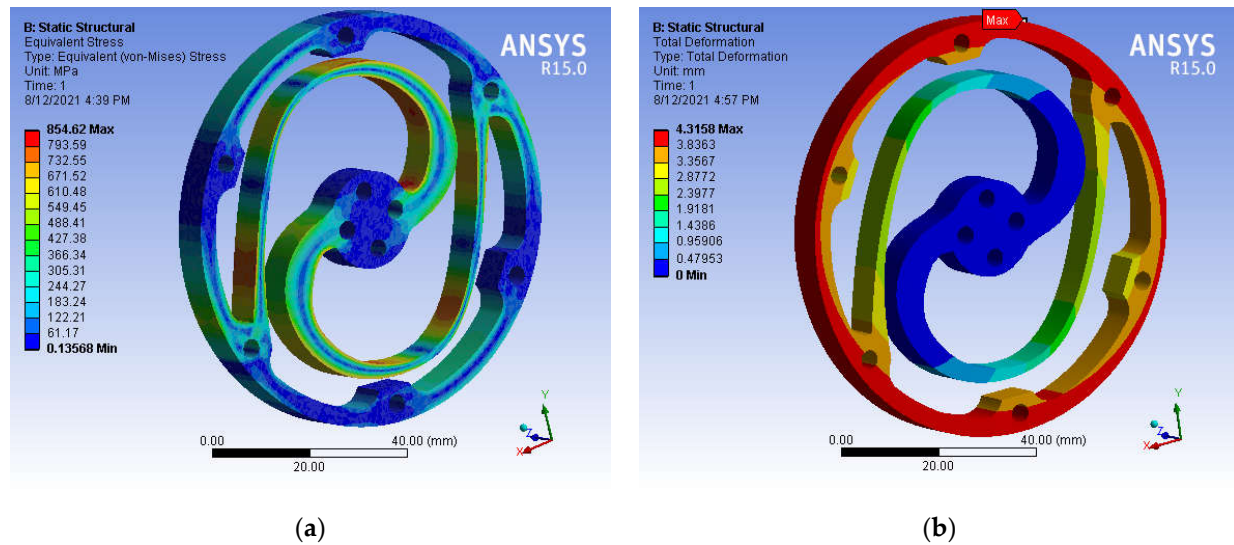 B: Static Structural
Equivalent Stress
Type: Equivalent (von-Mises) Stress
Unit: MPa
Time: 1
8/12/2021 4:39 PM
ANSYS
R15.0
854.62 Max
793.59
732.55
671.52
610.48
549.45
488.41
427.38
366.34
305.31
244.27
183.24
122.21
61.17
0.13568 Min
0.00
40.00 (mm)
20.00
Y
Z
X
(a)
B: Static Structural
Total Deformation
Type: Total Deformation
Unit: mm
Time: 1
8/12/2021 4:57 PM
Max
ANSYS
R15.0
4.3158 Max
3.8363
3.3567
2.8772
2.3977
1.9181
1.4386
0.95906
0.47953
0 Min
0.00
40.00 (mm)
20.00
Y
Z
X
(b)